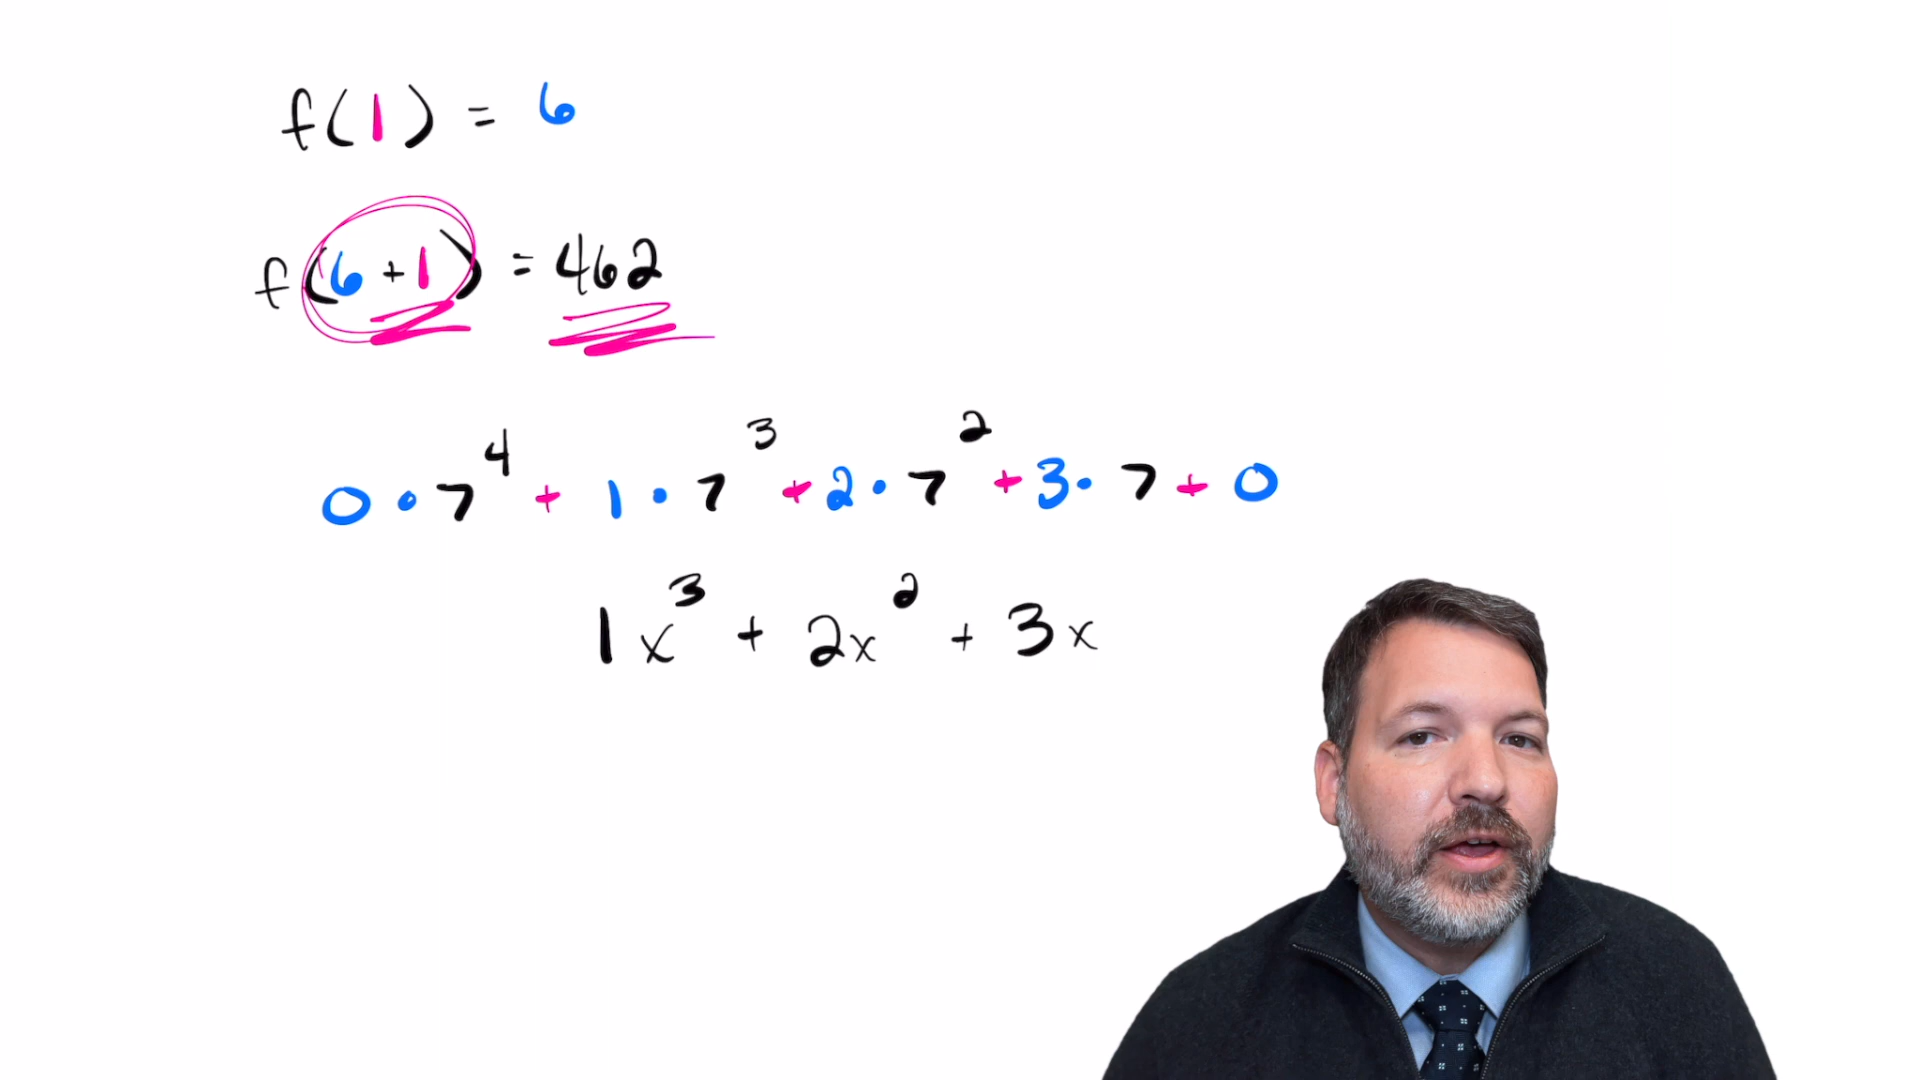 f(1) = 6
f(6+1) = 462
0 • 7⁴ + 1 • 7³ + 2 • 7² + 3 • 7 + 0
1x³ + 2x² + 3x